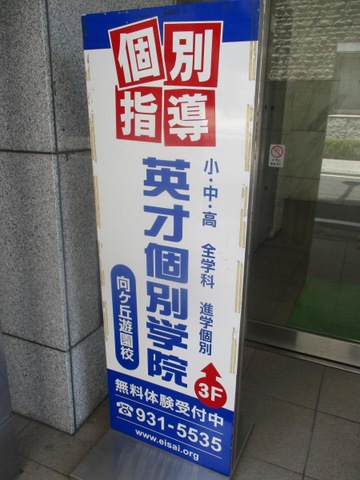 個別
指導
小・中・高 全学科 進学個別
英才個別学院
向ケ丘遊園校
3F
無料体験受付中
☎931-5535
www.eisai.org